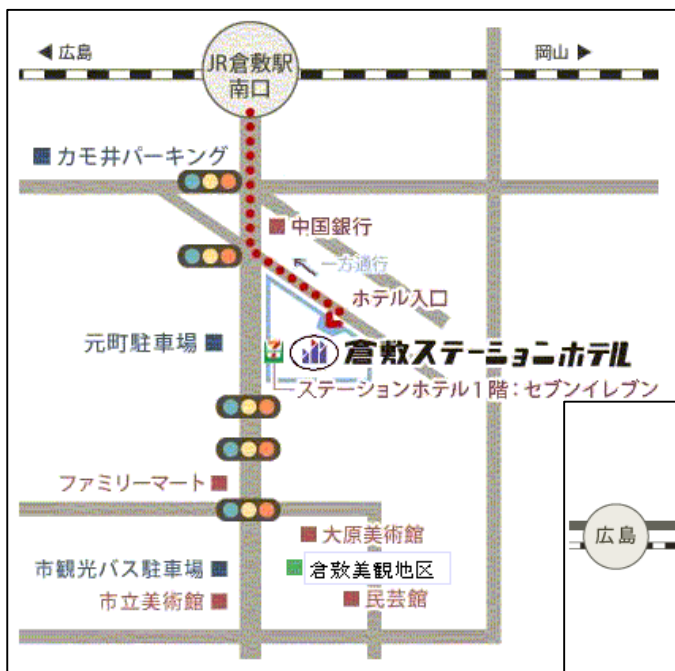 広島
岡山
JR倉敷駅
南口
カモ井パーキング
中国銀行
一方通行
ホテル入口
元町駐車場
7
倉敷ステーションホテル
ステーションホテル1階：セブンイレブン
ファミリーマート
大原美術館
広島
市観光バス駐車場
倉敷美観地区
市立美術館
民芸館